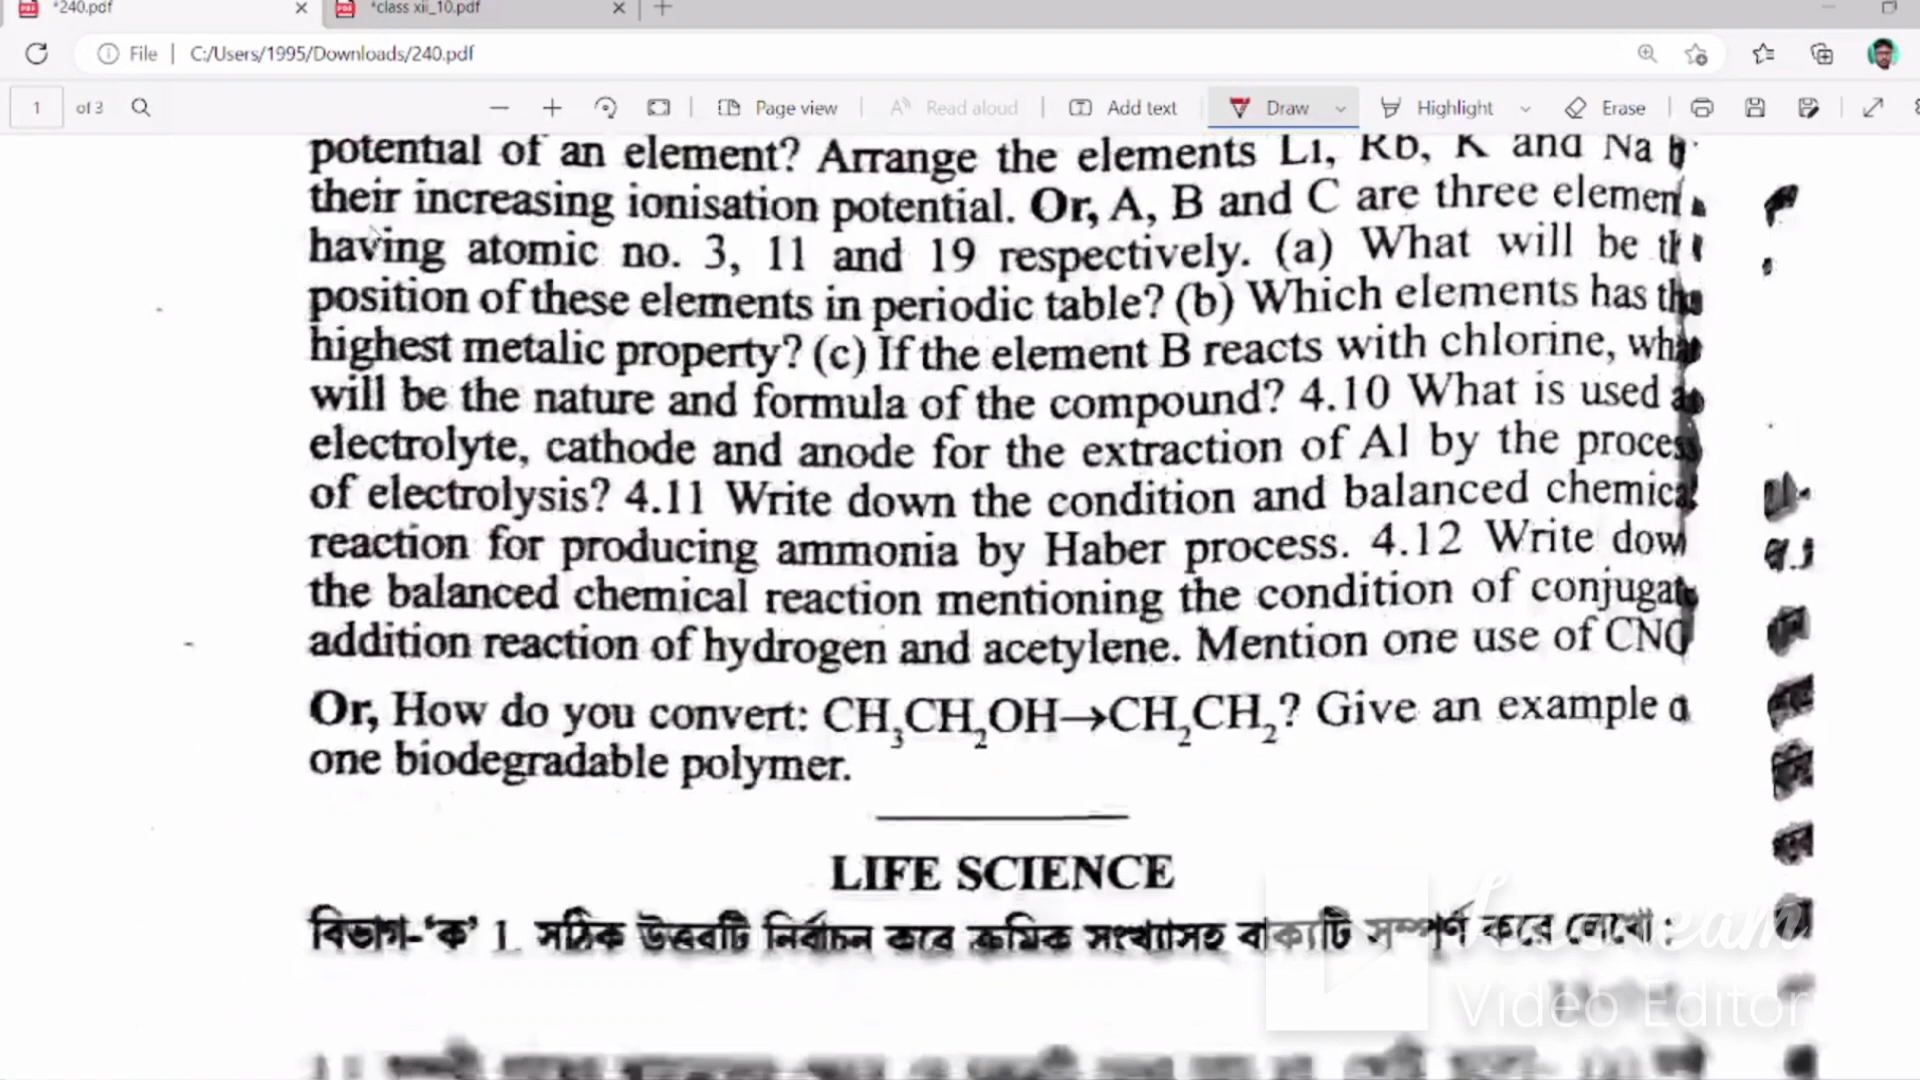 *240.pdf
*class xii_10.pdf
File | C:/Users/1995/Downloads/240.pdf
1 of 3 Page view Read aloud Add text Draw Highlight Erase
potential of an element? Arrange the elements Li, Rb, K and Na
their increasing ionisation potential. Or, A, B and C are three elemen
having atomic no. 3, 11 and 19 respectively. (a) What will be
position of these elements in periodic table? (b) Which elements has
highest metalic property? (c) If the element B reacts with chlorine,
will be the nature and formula of the compound? 4.10 What is used
electrolyte, cathode and anode for the extraction of Al by the proces
of electrolysis? 4.11 Write down the condition and balanced chemica
reaction for producing ammonia by Haber process. 4.12 Write dow
the balanced chemical reaction mentioning the condition of conjugat
addition reaction of hydrogen and acetylene. Mention one use of CNG
Or, How do you convert: CH₃CH₂OH→CH₂CH₂? Give an example
one biodegradable polymer.
LIFE SCIENCE
বিভাগ-‘ক’ 1. সঠিক উত্তরটি নির্বাচন করে ক্রমিক সংখ্যাসহ বাক্যটি সম্পূর্ণ করে লেখো :
Video Editor